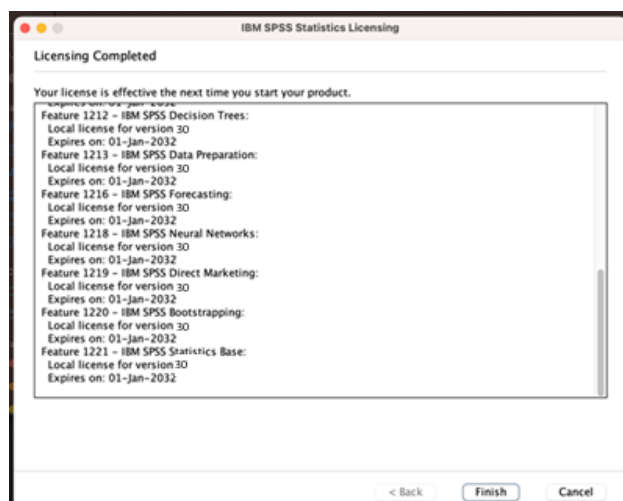 IBM SPSS Statistics Licensing
Licensing Completed
Your license is effective the next time you start your product.
Expires on: 01-Jan-2032
Feature 1212 - IBM SPSS Decision Trees:
Local license for version 30
Expires on: 01-Jan-2032
Feature 1213 - IBM SPSS Data Preparation:
Local license for version 30
Expires on: 01-Jan-2032
Feature 1216 - IBM SPSS Forecasting:
Local license for version 30
Expires on: 01-Jan-2032
Feature 1218 - IBM SPSS Neural Networks:
Local license for version 30
Expires on: 01-Jan-2032
Feature 1219 - IBM SPSS Direct Marketing:
Local license for version 30
Expires on: 01-Jan-2032
Feature 1220 - IBM SPSS Bootstrapping:
Local license for version 30
Expires on: 01-Jan-2032
Feature 1221 - IBM SPSS Statistics Base:
Local license for version 30
Expires on: 01-Jan-2032
< Back Finish Cancel